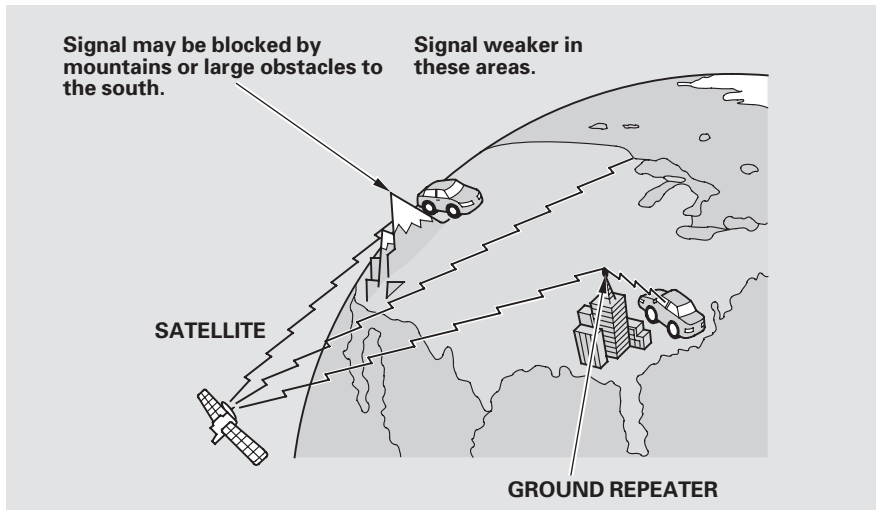 Signal may be blocked by
mountains or large obstacles to
the south.
Signal weaker in
these areas.
SATELLITE
GROUND REPEATER